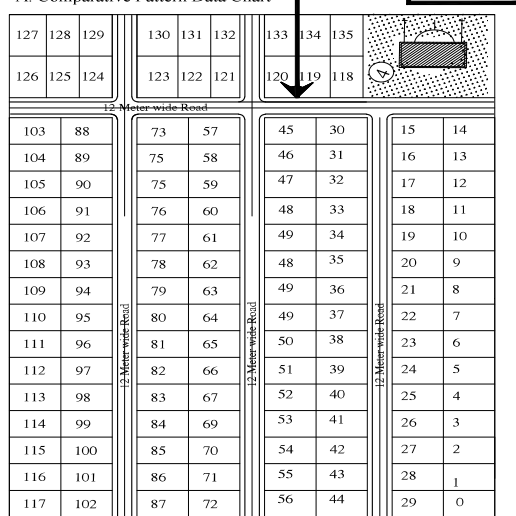 A. Comparative Pattern Data Chart
127 128 129 130 131 132 133 134 135
126 125 124 123 122 121 120 119 118
4
12 Meter wide Road
103 88 73 57 45 30 15 14
104 89 75 58 46 31 16 13
105 90 75 59 47 32 17 12
106 91 76 60 48 33 18 11
107 92 77 61 49 34 19 10
108 93 78 62 48 35 20 9
109 94 79 63 49 36 21 8
110 95 80 64 49 37 22 7
111 96 81 65 50 38 23 6
112 97 82 66 51 39 24 5
113 98 83 67 52 40 25 4
114 99 84 69 53 41 26 3
115 100 85 70 54 42 27 2
116 101 86 71 55 43 28 1
117 102 87 72 56 44 29 0
12 Meter wide Road
12 Meter wide Road
12 Meter wide Road